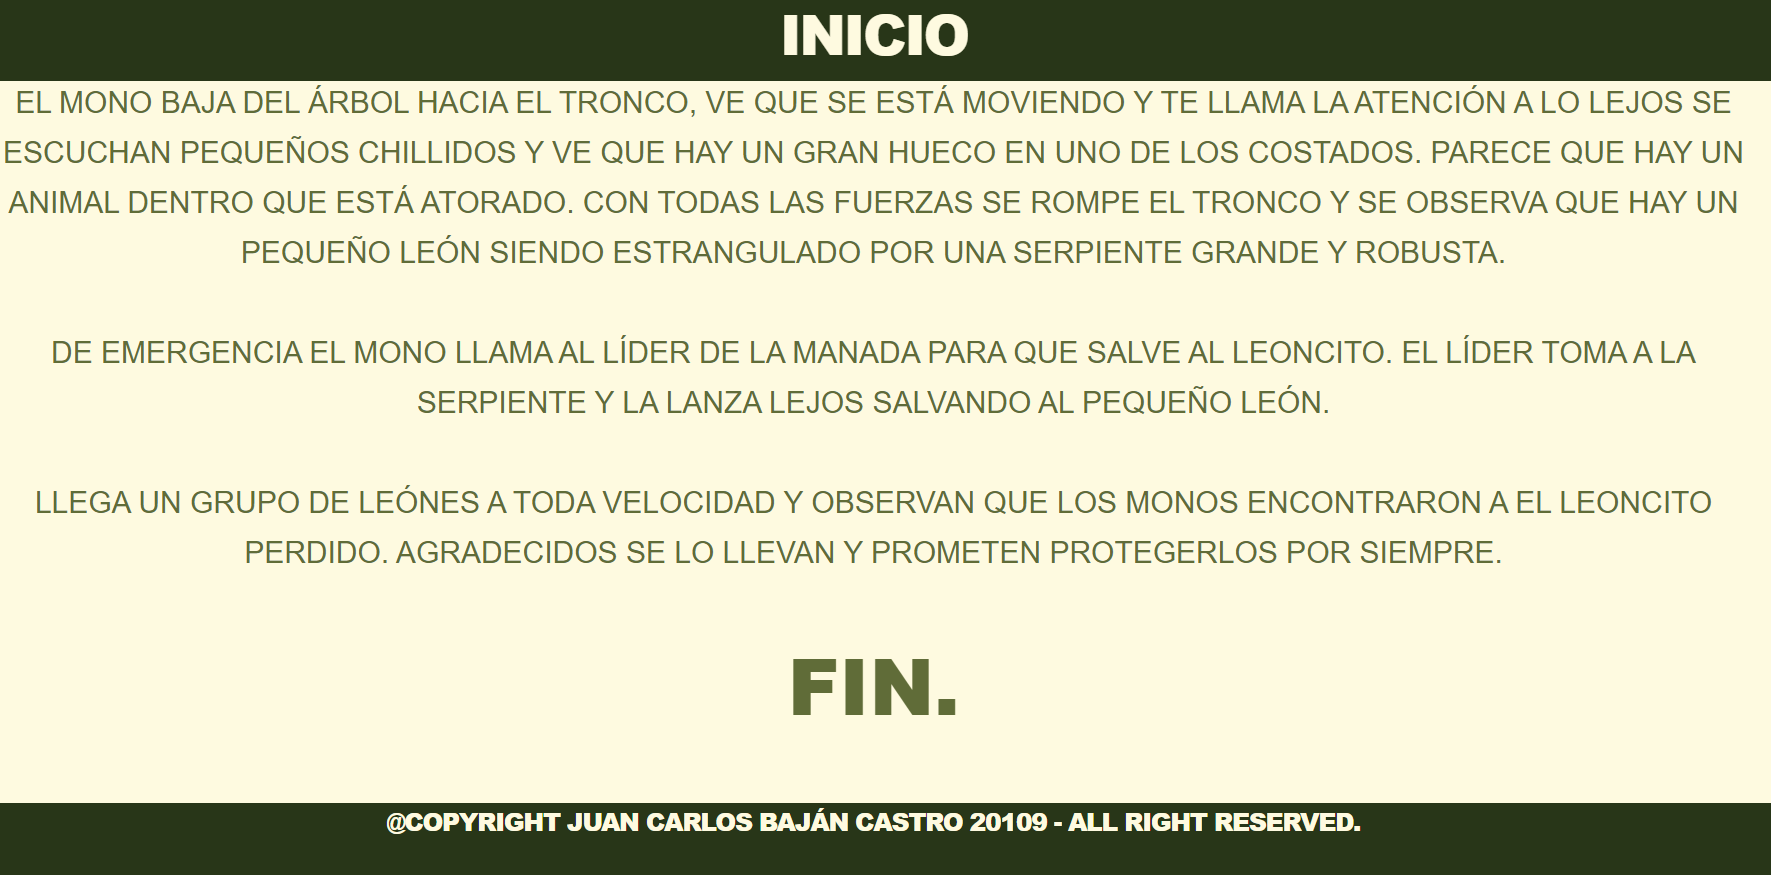 INICIO
EL MONO BAJA DEL ÁRBOL HACIA EL TRONCO, VE QUE SE ESTÁ MOVIENDO Y TE LLAMA LA ATENCIÓN A LO LEJOS SE
ESCUCHAN PEQUEÑOS CHILLIDOS Y VE QUE HAY UN GRAN HUECO EN UNO DE LOS COSTADOS. PARECE QUE HAY UN
ANIMAL DENTRO QUE ESTÁ ATORADO. CON TODAS LAS FUERZAS SE ROMPE EL TRONCO Y SE OBSERVA QUE HAY UN
PEQUEÑO LEÓN SIENDO ESTRANGULADO POR UNA SERPIENTE GRANDE Y ROBUSTA.
DE EMERGENCIA EL MONO LLAMA AL LÍDER DE LA MANADA PARA QUE SALVE AL LEONCITO. EL LÍDER TOMA A LA
SERPIENTE Y LA LANZA LEJOS SALVANDO AL PEQUEÑO LEÓN.
LLEGA UN GRUPO DE LEÓNES A TODA VELOCIDAD Y OBSERVAN QUE LOS MONOS ENCONTRARON A EL LEONCITO
PERDIDO. AGRADECIDOS SE LO LLEVAN Y PROMETEN PROTEGERLOS POR SIEMPRE.
FIN.
@COPYRIGHT JUAN CARLOS BAJÁN CASTRO 20109 - ALL RIGHT RESERVED.